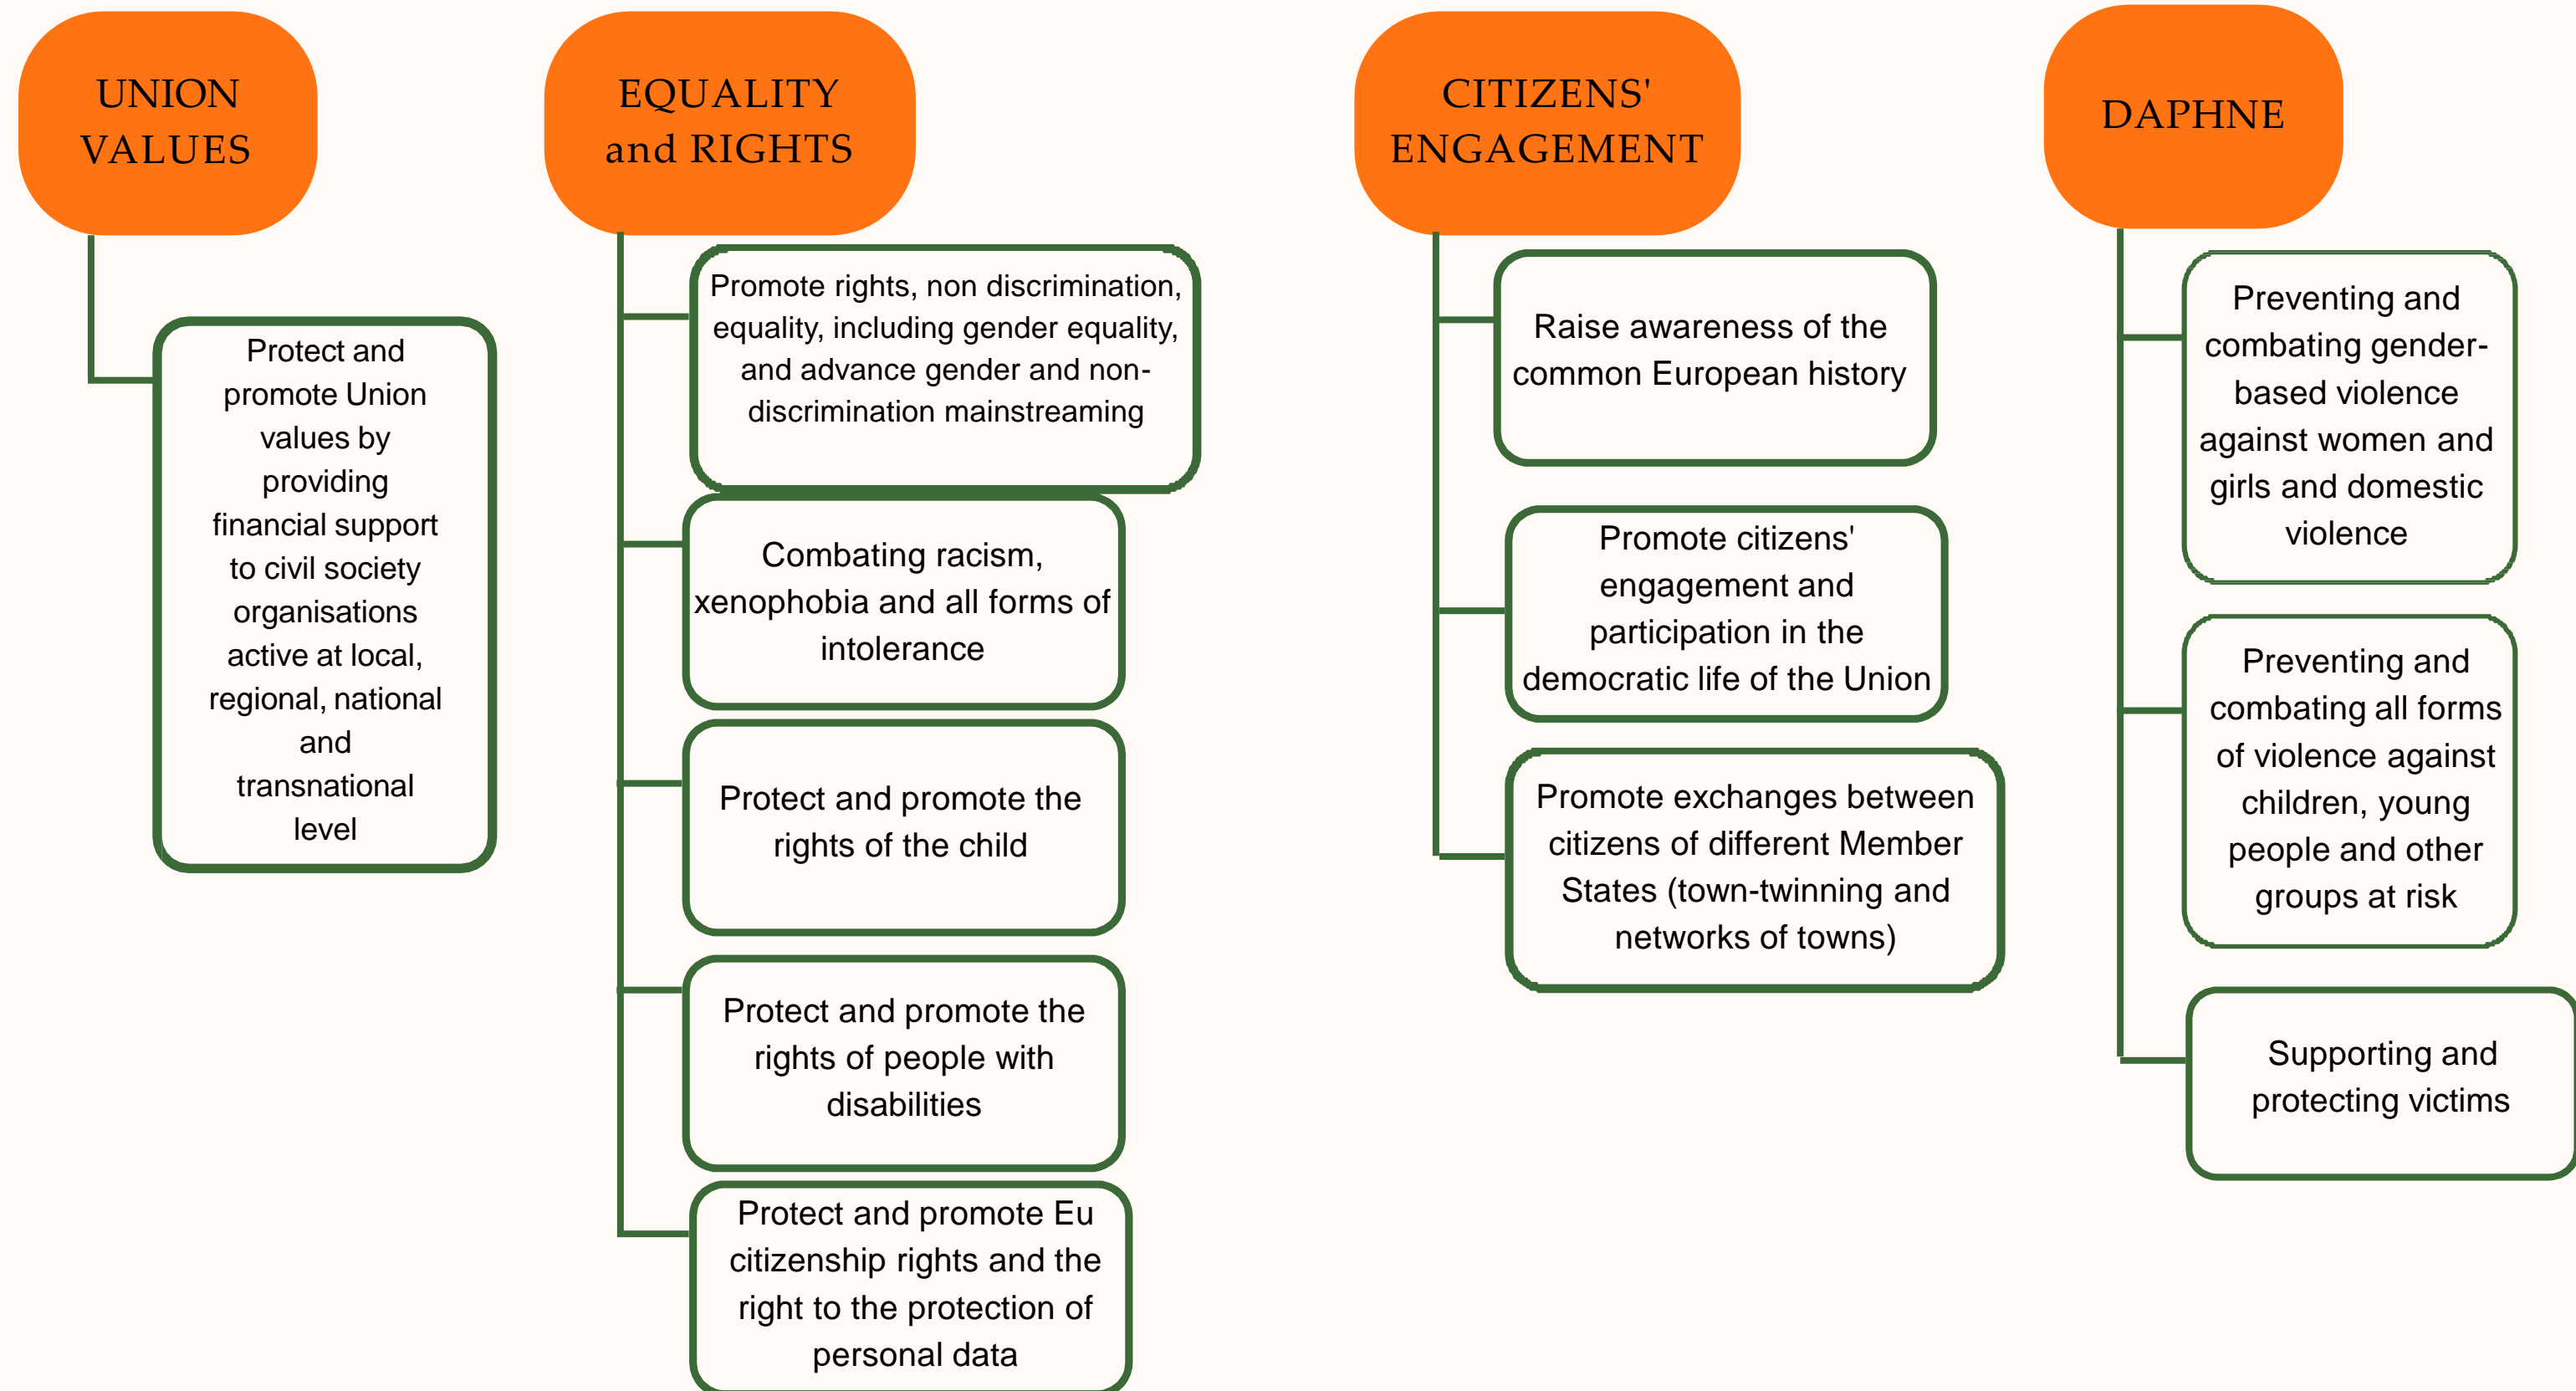 UNION
VALUES
Protect and
promote Union
values by
providing
financial support
to civil society
organisations
active at local,
regional, national
and
transnational
level
EQUALITY
and RIGHTS
Promote rights, non discrimination,
equality, including gender equality,
and advance gender and non-
discrimination mainstreaming
Combating racism,
xenophobia and all forms of
intolerance
Protect and promote the
rights of the child
Protect and promote the
rights of people with
disabilities
Protect and promote Eu
citizenship rights and the
right to the protection of
personal data
CITIZENS'
ENGAGEMENT
Raise awareness of the
common European history
Promote citizens'
engagement and
participation in the
democratic life of the Union
Promote exchanges between
citizens of different Member
States (town-twinning and
networks of towns)
DAPHNE
Preventing and
combating gender-
based violence
against women and
girls and domestic
violence
Preventing and
combating all forms
of violence against
children, young
people and other
groups at risk
Supporting and
protecting victims